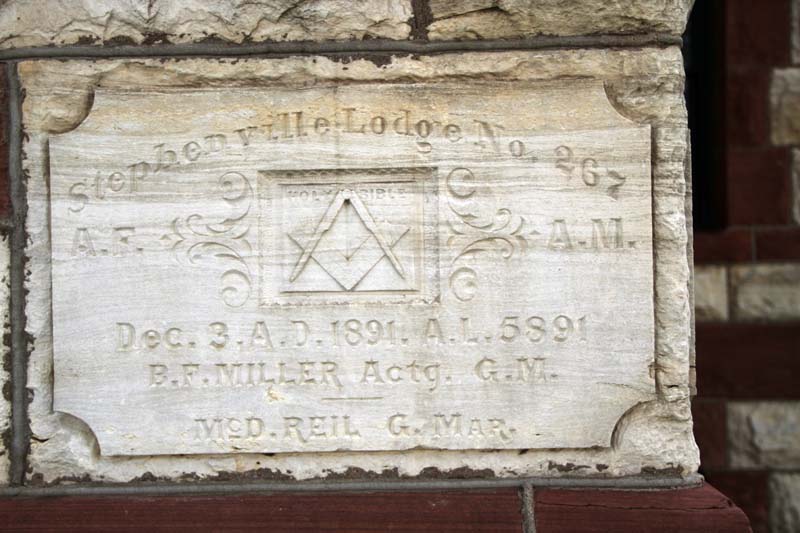 Stephenville Lodge No. 267
HOLY BIBLE
A.F. A.M.
Dec. 3. A.D. 1891. A.L. 5891
B.F. MILLER Actg. G.M.
McD. REIL G. MAR.